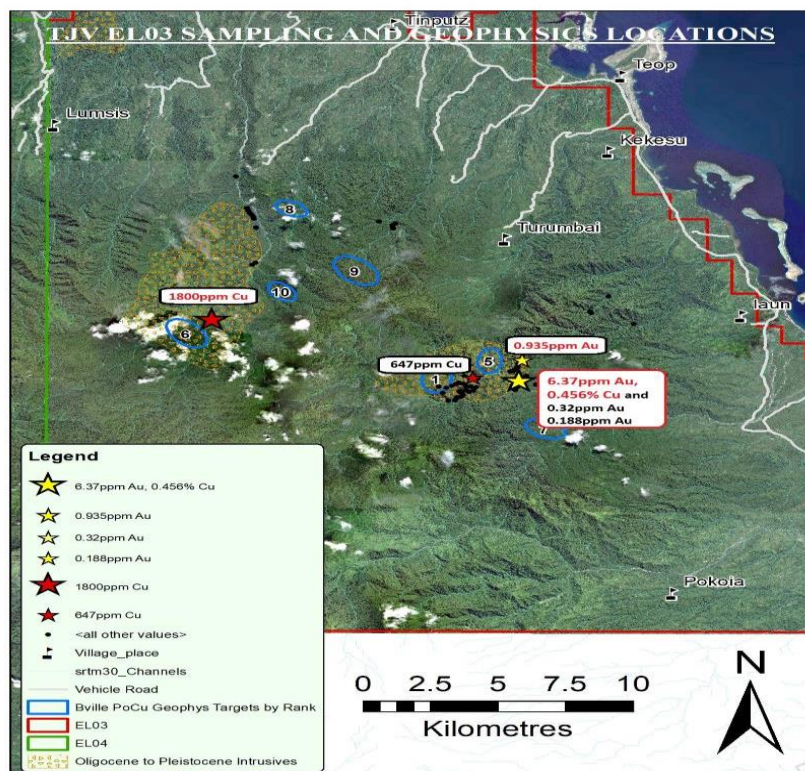 TJV EL03 SAMPLING AND GEOPHYSICS LOCATIONS
Tinputz
Teop
Lumsis
Kekesu
8
Turumbai
9
10
1800ppm Cu
Iaun
6
647ppm Cu
5
0.935ppm Au
1
6.37ppm Au,
0.456% Cu and
0.32ppm Au
0.188ppm Au
7
Legend
6.37ppm Au, 0.456% Cu
0.935ppm Au
0.32ppm Au
0.188ppm Au
1800ppm Cu
647ppm Cu
<all other values>
Village_place
srtm30_Channels
Vehicle Road
Bville PoCu Geophys Targets by Rank
EL03
EL04
Oligocene to Pleistocene Intrusives
Pokoia
0 2.5 5 10
Kilometres
N